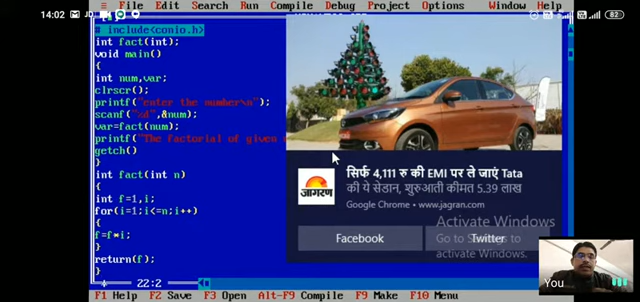 14:02 M JD
82
≡ File Edit Search Run Compile Debug Project Options Window Help
# include<conio.h>
int fact(int);
void main()
{
int num,var;
clrscr();
printf("enter the number\n");
scanf("%d",&num);
var=fact(num);
printf("The factorial of given
getch()
}
int fact(int n)
{
int f=1,i;
for(i=1;i<=n;i++)
{
f=f*i;
}
return(f);
}
22:2
F1 Help F2 Save F3 Open Alt-F9 Compile F9 Make F10 Menu
जागरण
सिर्फ 4,111 रु की EMI पर ले जाएं Tata
की ये सेडान, शुरुआती कीमत 5.39 लाख
Google Chrome • www.jagran.com
Facebook
Twitter
Activate Windows
Go to Settings to
activate Windows.
You